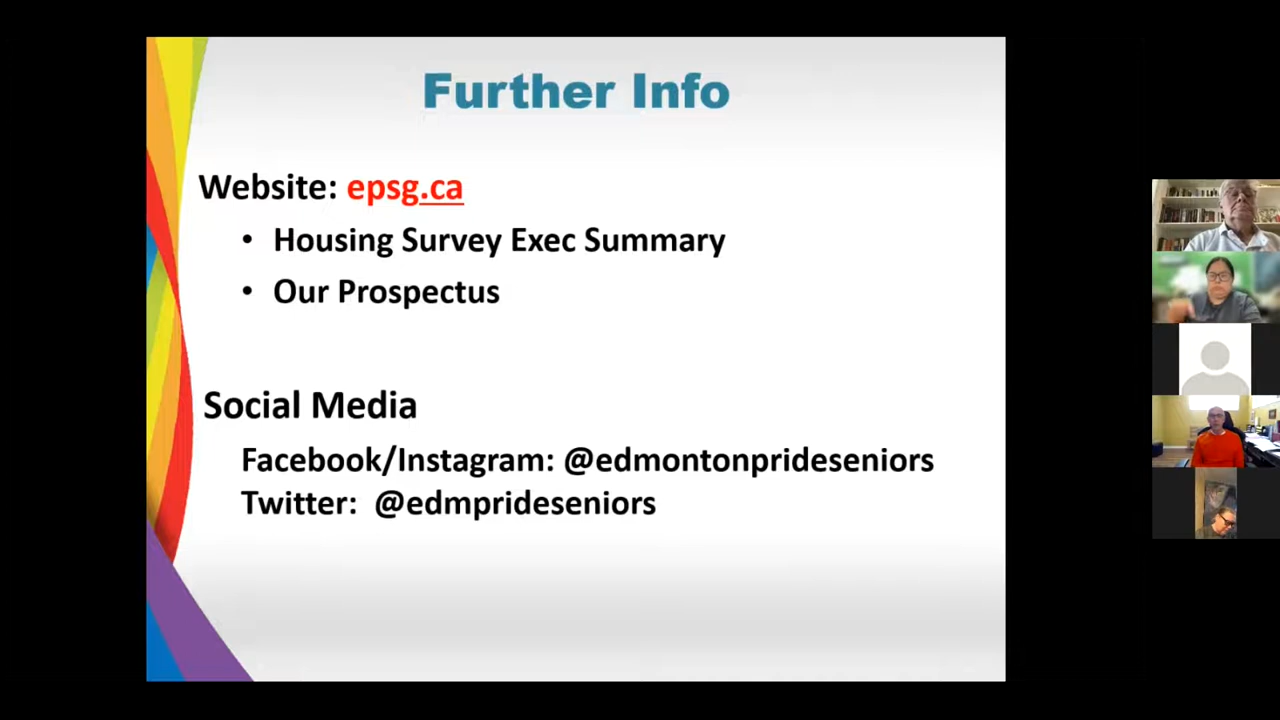 Further Info
Website: epsg.ca
• Housing Survey Exec Summary
• Our Prospectus
Social Media
Facebook/Instagram: @edmontonprideseniors
Twitter: @edmprideseniors